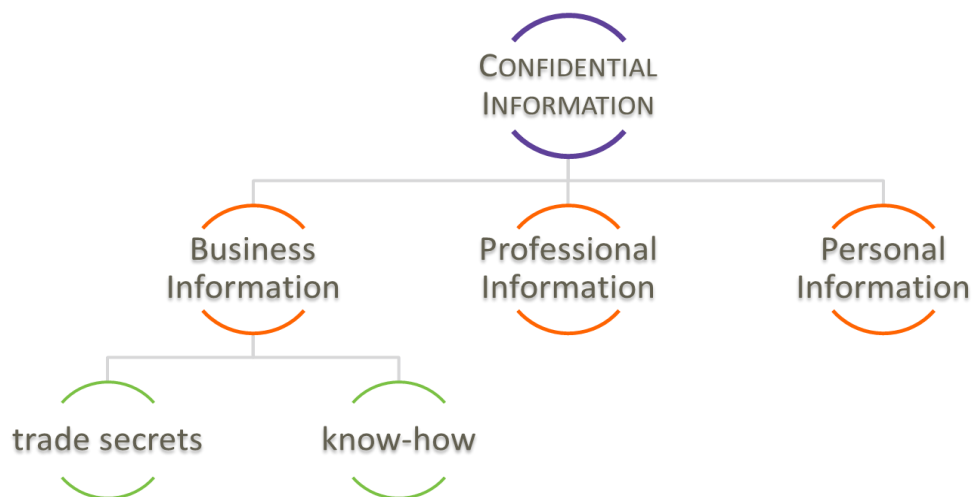 CONFIDENTIAL
INFORMATION
Business
Information
Professional
Information
Personal
Information
trade secrets
know-how